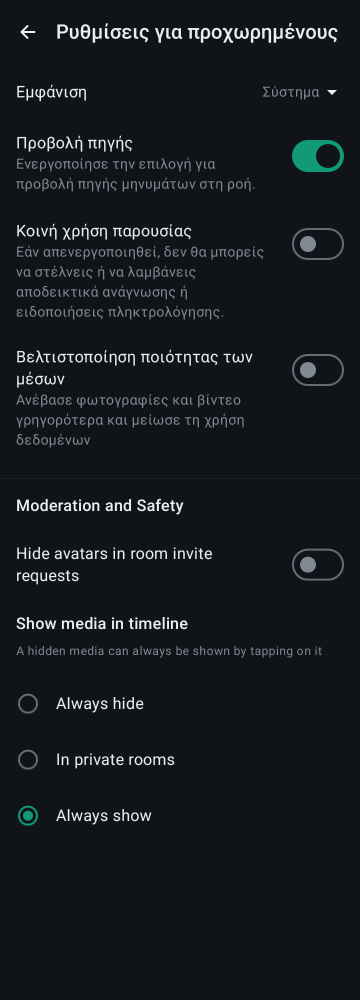 Ρυθμίσεις για προχωρημένους
Εμφάνιση
Σύστημα
Προβολή πηγής
Ενεργοποίησε την επιλογή για
προβολή πηγής μηνυμάτων στη ροή.
Κοινή χρήση παρουσίας
Εάν απενεργοποιηθεί, δεν θα μπορείς
να στέλνεις ή να λαμβάνεις
αποδεικτικά ανάγνωσης ή
ειδοποιήσεις πληκτρολόγησης.
Βελτιστοποίηση ποιότητας των
μέσων
Ανέβασε φωτογραφίες και βίντεο
γρηγορότερα και μείωσε τη χρήση
δεδομένων
Moderation and Safety
Hide avatars in room invite
requests
Show media in timeline
A hidden media can always be shown by tapping on it
Always hide
In private rooms
Always show